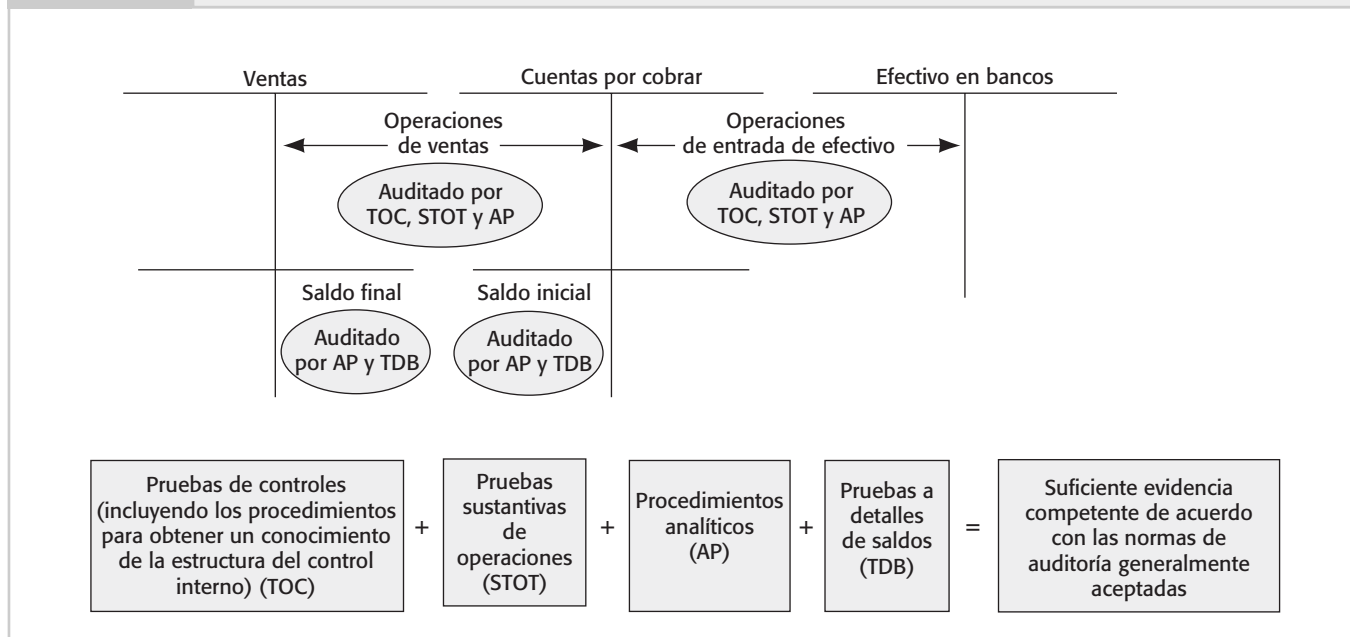 Ventas
Cuentas por cobrar
Efectivo en bancos
Operaciones
de ventas
Operaciones
de entrada de efectivo
Auditado por
TOC, STOT y AP
Auditado por
TOC, STOT y AP
Saldo final
Saldo inicial
Auditado
por AP y TDB
Auditado
por AP y TDB
Pruebas de controles
(incluyendo los procedimientos
para obtener un conocimiento
de la estructura del control
interno) (TOC)
+
Pruebas
sustantivas
de
operaciones
(STOT)
+
Procedimientos
analíticos
(AP)
+
Pruebas a
detalles
de saldos
(TDB)
=
Suficiente evidencia
competente de acuerdo
con las normas de
auditoría generalmente
aceptadas